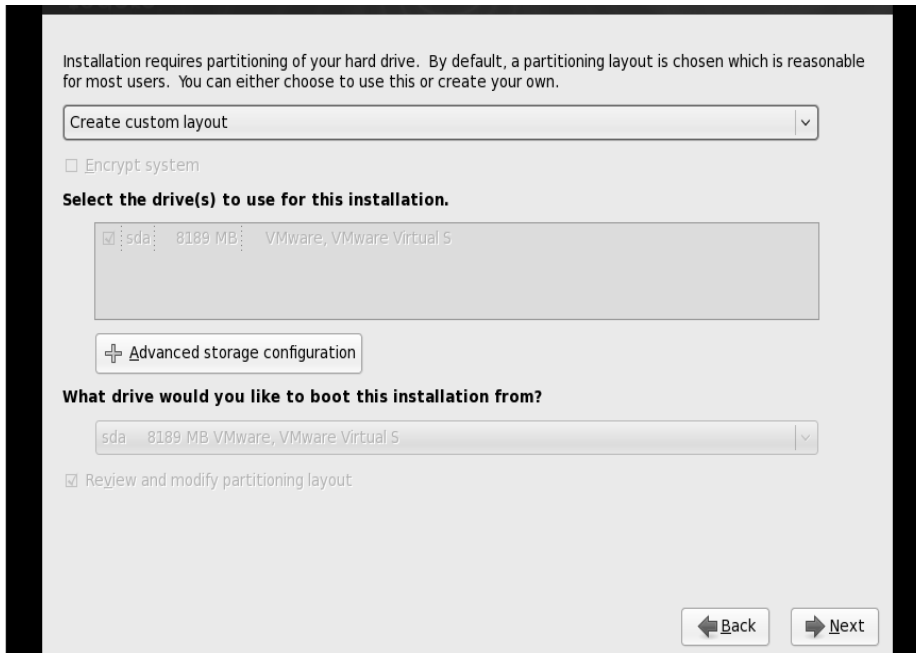 Installation requires partitioning of your hard drive. By default, a partitioning layout is chosen which is reasonable
for most users. You can either choose to use this or create your own.
Create custom layout
Encrypt system
Select the drive(s) to use for this installation.
sda 8189 MB VMware, VMware Virtual S
Advanced storage configuration
What drive would you like to boot this installation from?
sda 8189 MB VMware, VMware Virtual S
Review and modify partitioning layout
Back Next